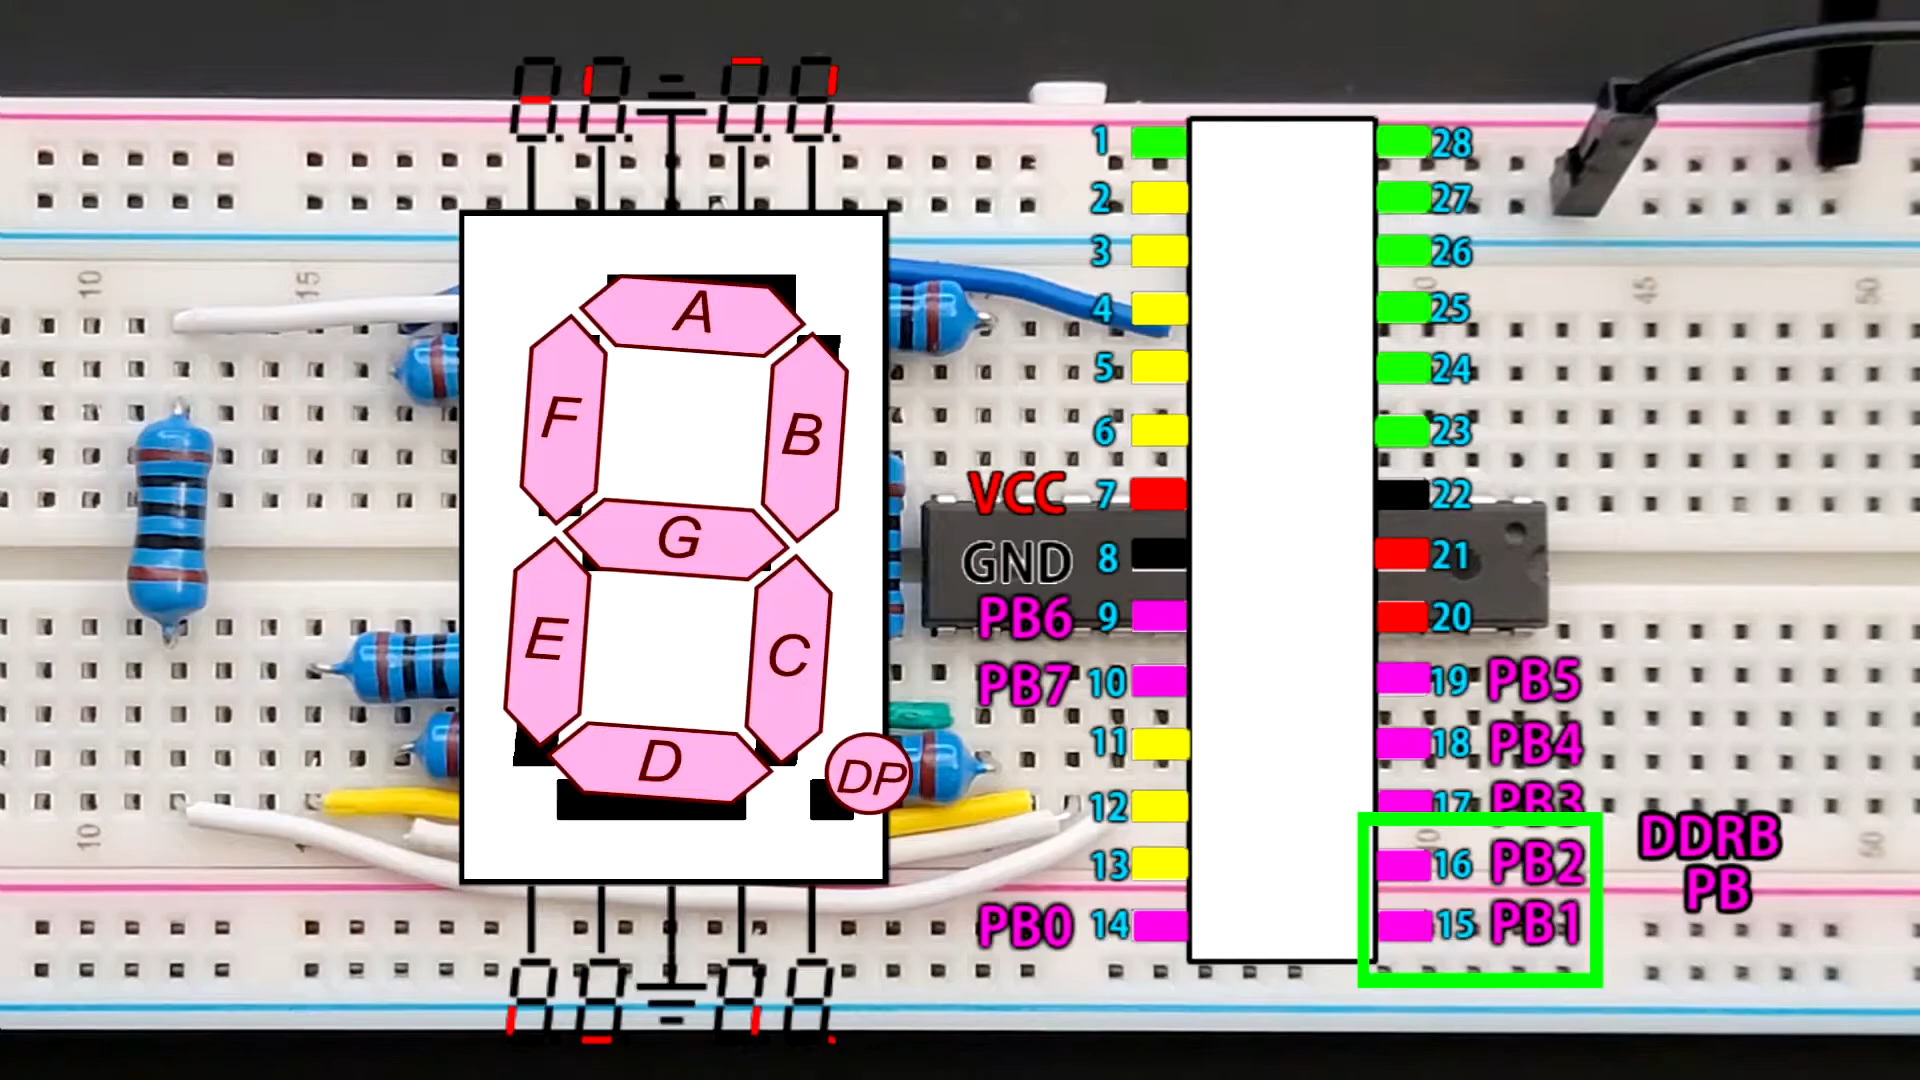 1 28
2 27
3 26
4 25
5 24
6 23
VCC 7 22
GND 8 21
PB6 9 20
PB7 10 19 PB5
11 18 PB4
12 17 PB3
13 16 PB2
PB0 14 15 PB1
DDRB
PB
A
F
B
G
E
C
D
DP
10
15
45
50
10
50